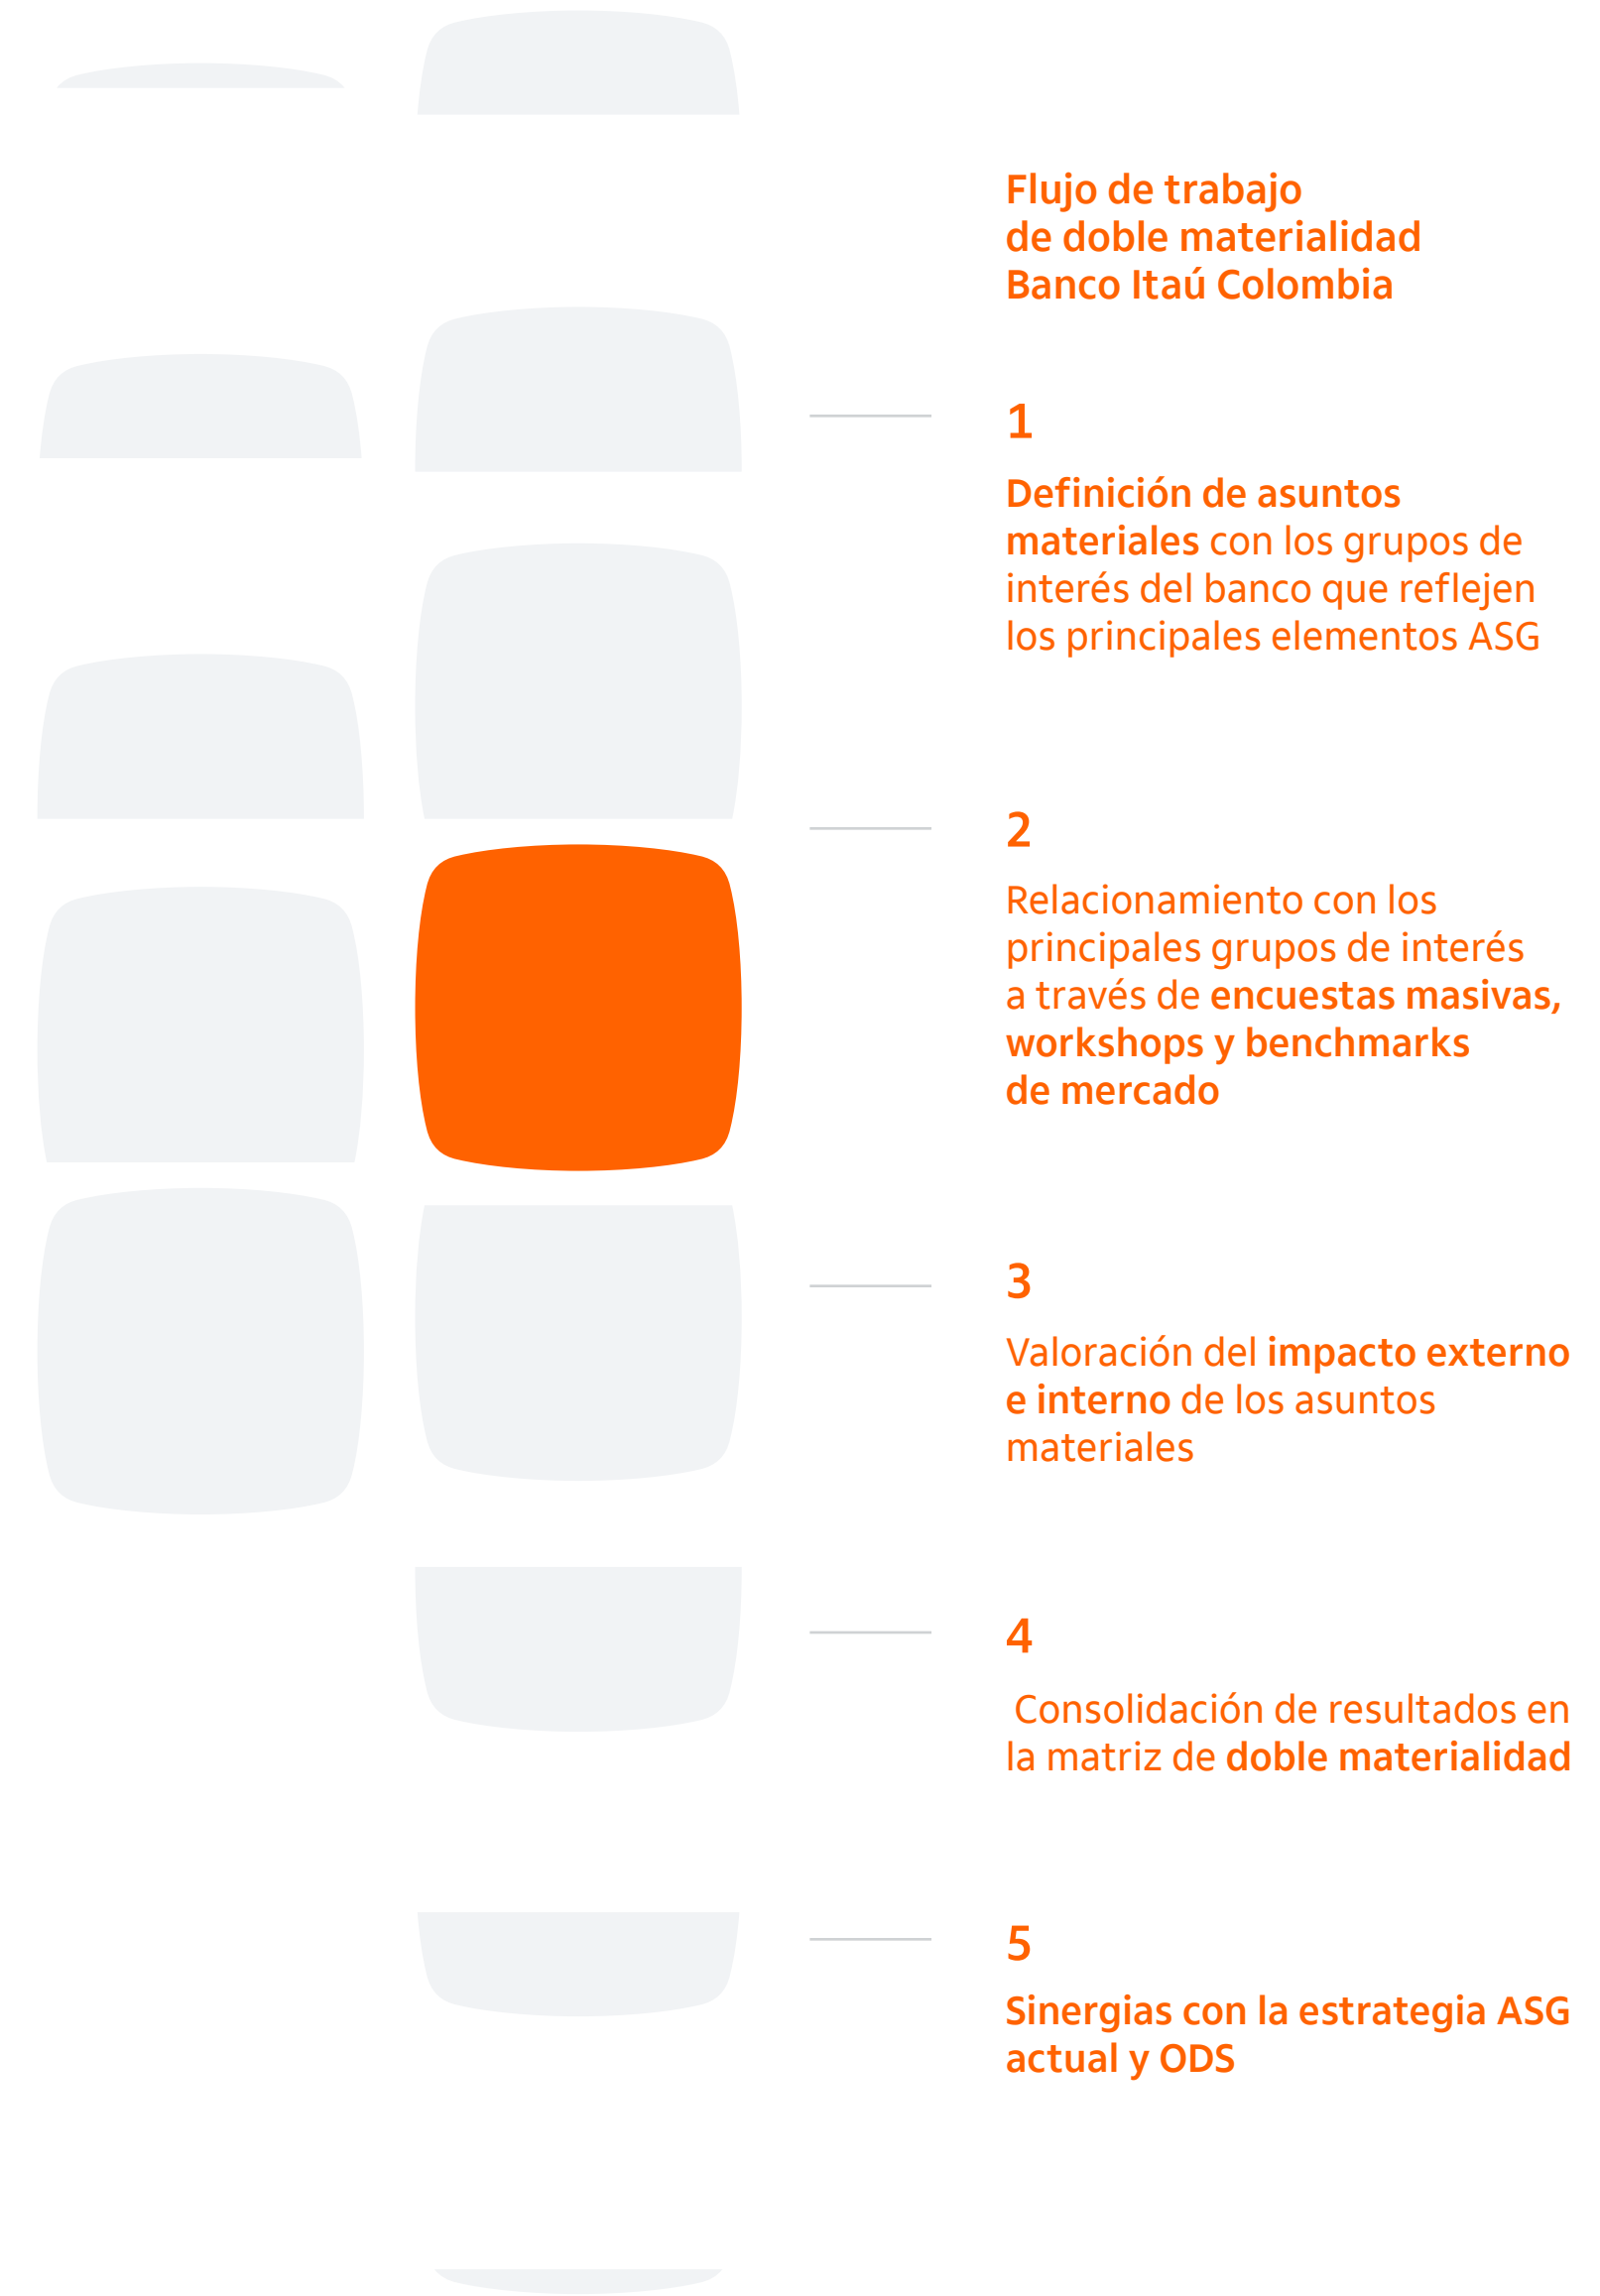 Flujo de trabajo
de doble materialidad
Banco Itaú Colombia
1
Definición de asuntos
materiales con los grupos de
interés del banco que reflejen
los principales elementos ASG
2
Relacionamiento con los
principales grupos de interés
a través de encuestas masivas,
workshops y benchmarks
de mercado
3
Valoración del impacto externo
e interno de los asuntos
materiales
4
Consolidación de resultados en
la matriz de doble materialidad
5
Sinergias con la estrategia ASG
actual y ODS